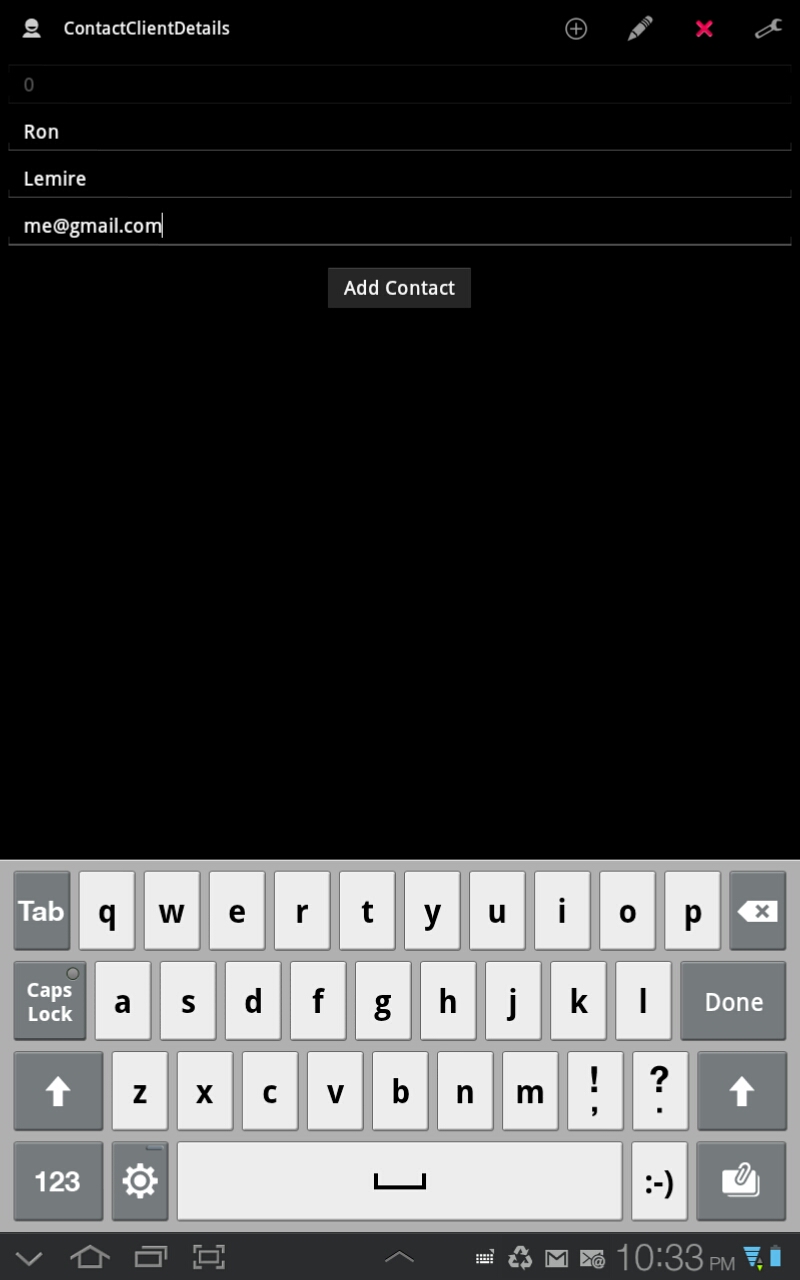 ContactClientDetails
0
Ron
Lemire
me@gmail.com
Add Contact
Tab q w e r t y u i o p
Caps Lock a s d f g h j k l Done
z x c v b n m ! , ? .
123 :-)
10:33 PM